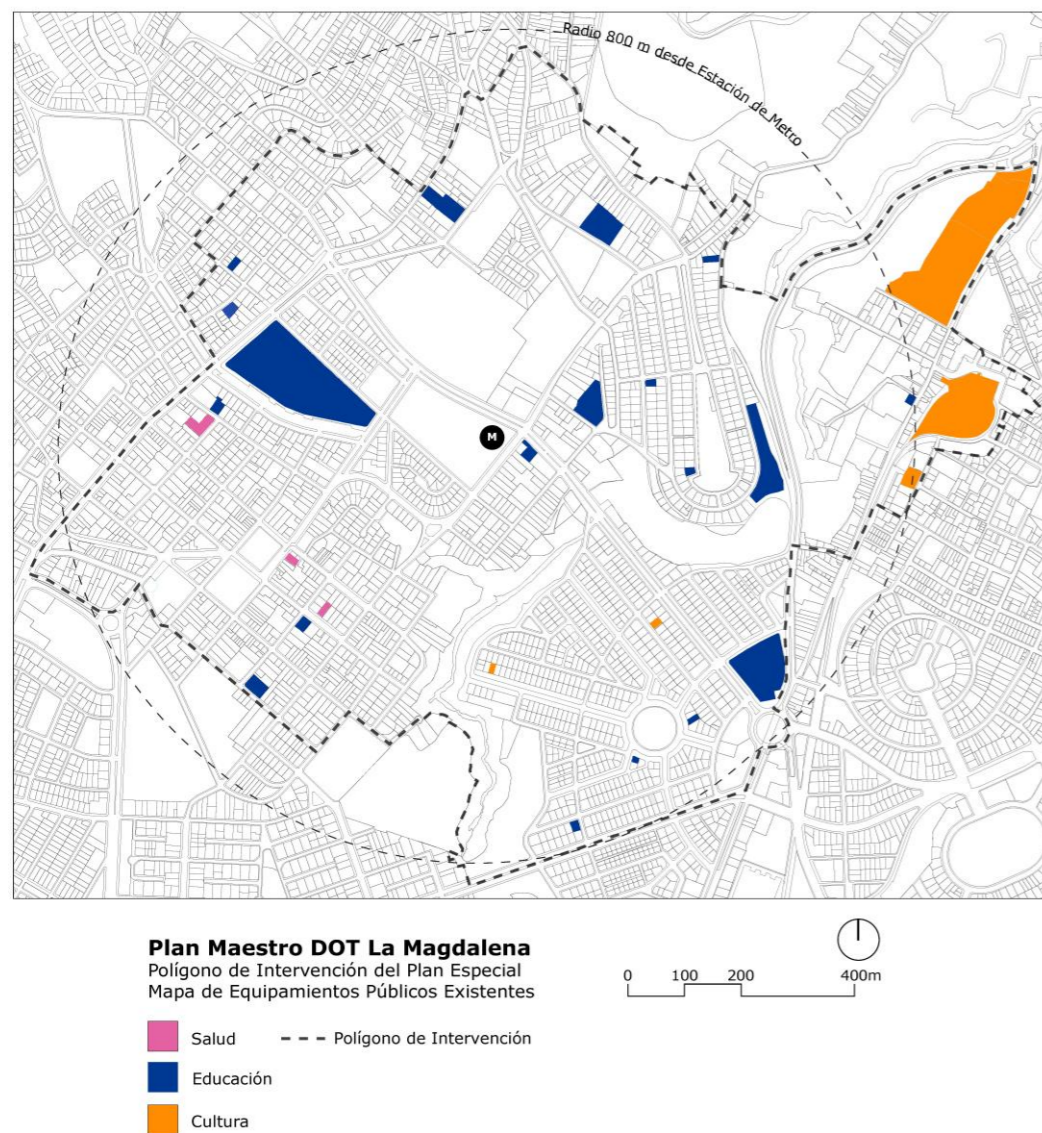 Radio 800 m desde Estación de Metro
M
Plan Maestro DOT La Magdalena
Polígono de Intervención del Plan Especial
Mapa de Equipamientos Públicos Existentes
0 100 200 400m
Salud
Polígono de Intervención
Educación
Cultura